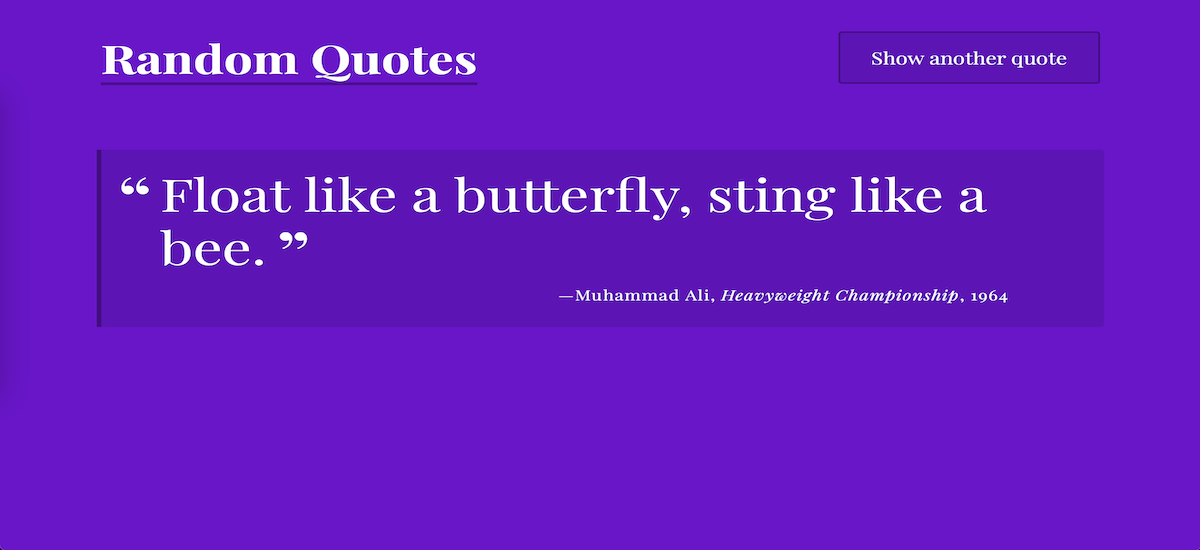 Random Quotes
Show another quote
“ Float like a butterfly, sting like a
bee. ”
—Muhammad Ali, Heavyweight Championship, 1964